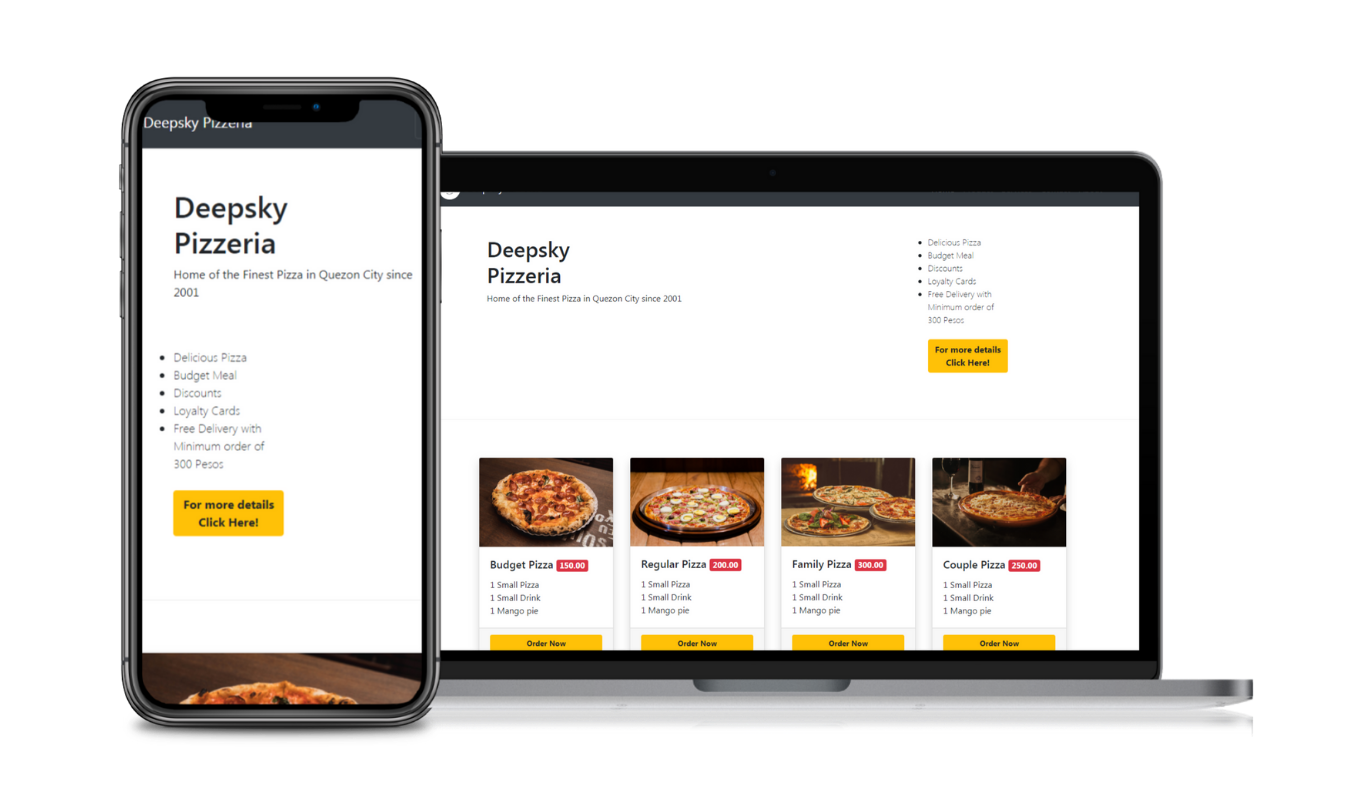 Deepsky Pizzeria
Deepsky
Pizzeria
Home of the Finest Pizza in Quezon City since
2001
Delicious Pizza
Budget Meal
Discounts
Loyalty Cards
Free Delivery with
Minimum order of
300 Pesos
For more details
Click Here!
Deepsky
Pizzeria
Home of the Finest Pizza in Quezon City since 2001
Delicious Pizza
Budget Meal
Discounts
Loyalty Cards
Free Delivery with
Minimum order of
300 Pesos
For more details
Click Here!
Budget Pizza 150.00
1 Small Pizza
1 Small Drink
1 Mango pie
Order Now
Regular Pizza 200.00
1 Small Pizza
1 Small Drink
1 Mango pie
Order Now
Family Pizza 300.00
1 Small Pizza
1 Small Drink
1 Mango pie
Order Now
Couple Pizza 250.00
1 Small Pizza
1 Small Drink
1 Mango pie
Order Now